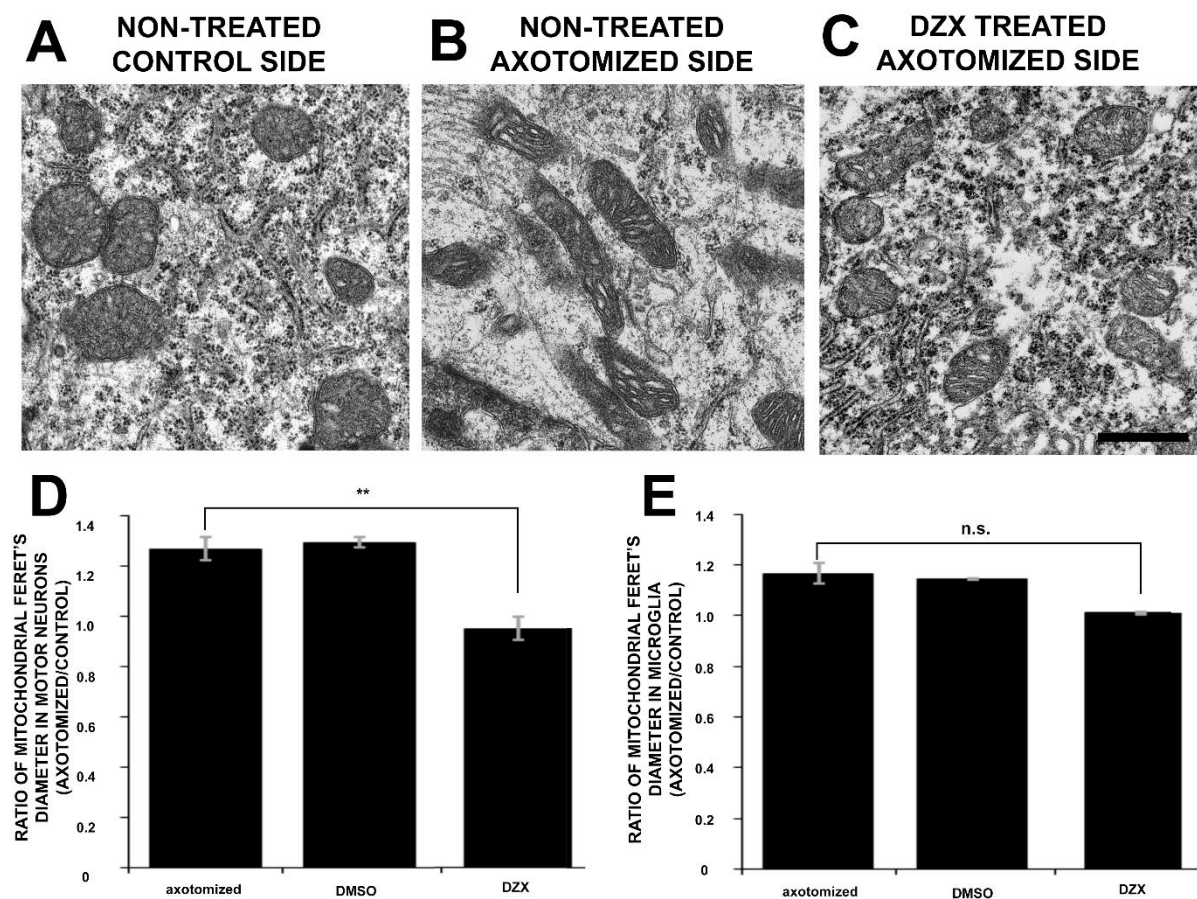 A
NON-TREATED
CONTROL SIDE
B
NON-TREATED
AXOTOMIZED SIDE
C
DZX TREATED
AXOTOMIZED SIDE
D
RATIO OF MITOCHONDRIAL FERET'S
DIAMETER IN MOTOR NEURONS
(AXOTOMIZED/CONTROL)
1.4
1.2
1.0
0.8
0.6
0.4
0.2
0
**
axotomized
DMSO
DZX
E
RATIO OF MITOCHONDRIAL FERET'S
DIAMETER IN MICROGLIA
(AXOTOMIZED/CONTROL)
1.4
1.2
1.0
0.8
0.6
0.4
0.2
0
n.s.
axotomized
DMSO
DZX